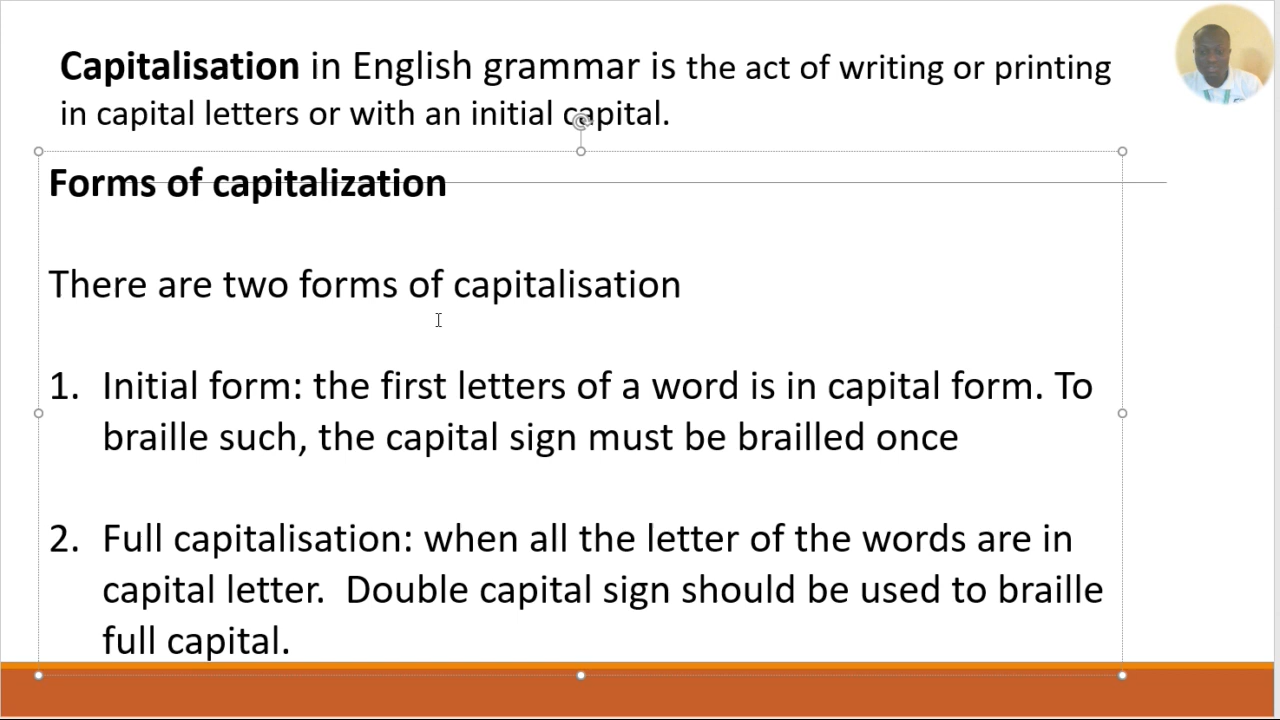 Capitalisation in English grammar is the act of writing or printing
in capital letters or with an initial capital.
Forms of capitalization
There are two forms of capitalisation
1. Initial form: the first letters of a word is in capital form. To
braille such, the capital sign must be brailled once
2. Full capitalisation: when all the letter of the words are in
capital letter. Double capital sign should be used to braille
full capital.